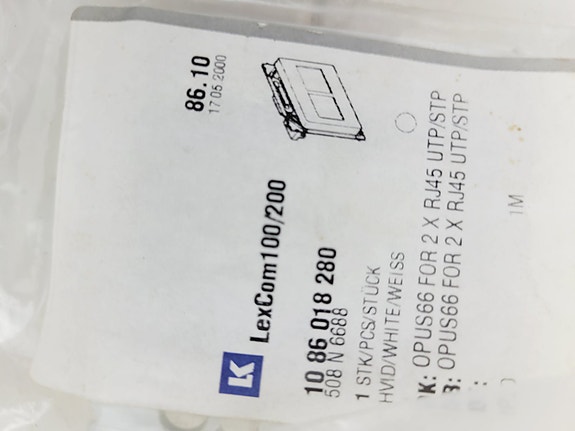 86.10
17 05 2000
LexCom100/200
10 86 018 280
508 N 6688
1 STK/PCS/STÜCK
HVID/WHITE/WEISS
K: OPUS66 FOR 2 X RJ45 UTP/STP
B: OPUS66 FOR 2 X RJ45 UTP/STP
1M